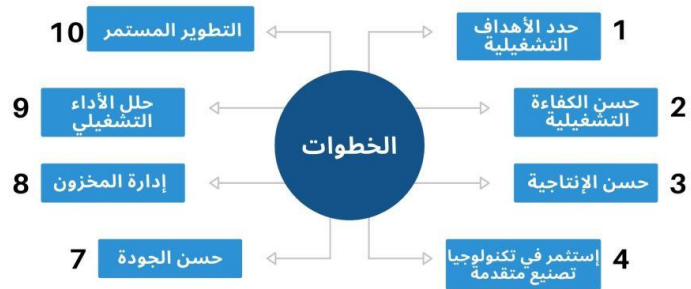 الخطوات
1
حدد الأهداف
التشغيلية
2
حسن الكفاءة
التشغيلية
3
حسن الإنتاجية
4
إستثمر في تكنولوجيا
تصنيع متقدمة
7
حسن الجودة
8
إدارة المخزون
9
حلل الأداء
التشغيلي
10
التطوير المستمر